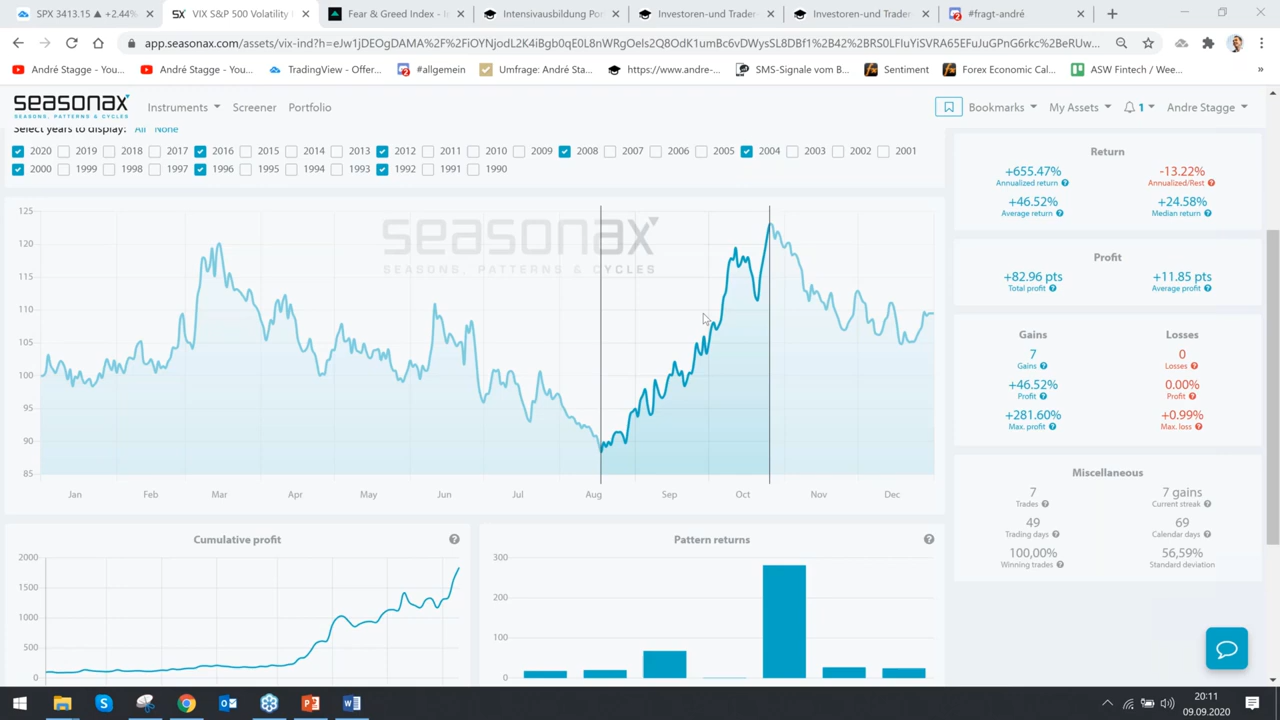 SPX 3413.15 ▲ +2.44%
VIX S&P 500 Volatility
Fear & Greed Index - I
Intensivausbildung Po
Investoren-und Trader
Investoren-und Trader
#fragt-andré
app.seasonax.com/assets/vix-ind?h=
André Stagge - You...
André Stagge - You...
TradingView - Offer...
#allgemein
Umfrage: André Sta...
https://www.andre-...
SMS-Signale vom B...
Sentiment
Forex Economic Cal...
ASW Fintech / Wee...
»
seasonax
SEASONS, PATTERNS & CYCLES
Instruments
Screener
Portfolio
Bookmarks
My Assets
1
Andre Stagge
Select years to display: All None
2020 2019 2018 2017 2016 2015 2014 2013 2012 2011 2010 2009 2008 2007 2006 2005 2004 2003 2002 2001
2000 1999 1998 1997 1996 1995 1994 1993 1992 1991 1990
125
120
115
110
105
100
95
90
85
seasonax
SEASONS, PATTERNS & CYCLES
Jan Feb Mar Apr May Jun Jul Aug Sep Oct Nov Dec
Return
+655.47% -13.22%
Annualized return Annualized/Rest
+46.52% +24.58%
Average return Median return
Profit
+82.96 pts +11.85 pts
Total profit Average profit
Gains Losses
7 0
Gains Losses
+46.52% 0.00%
Profit Profit
+281.60% +0.99%
Max. profit Max. loss
Miscellaneous
7 7 gains
Trades Current streak
49 69
Trading days Calendar days
100,00% 56,59%
Winning trades Standard deviation
Cumulative profit
2000
1500
1000
500
0
Pattern returns
300
200
100
0
20:11
09.09.2020